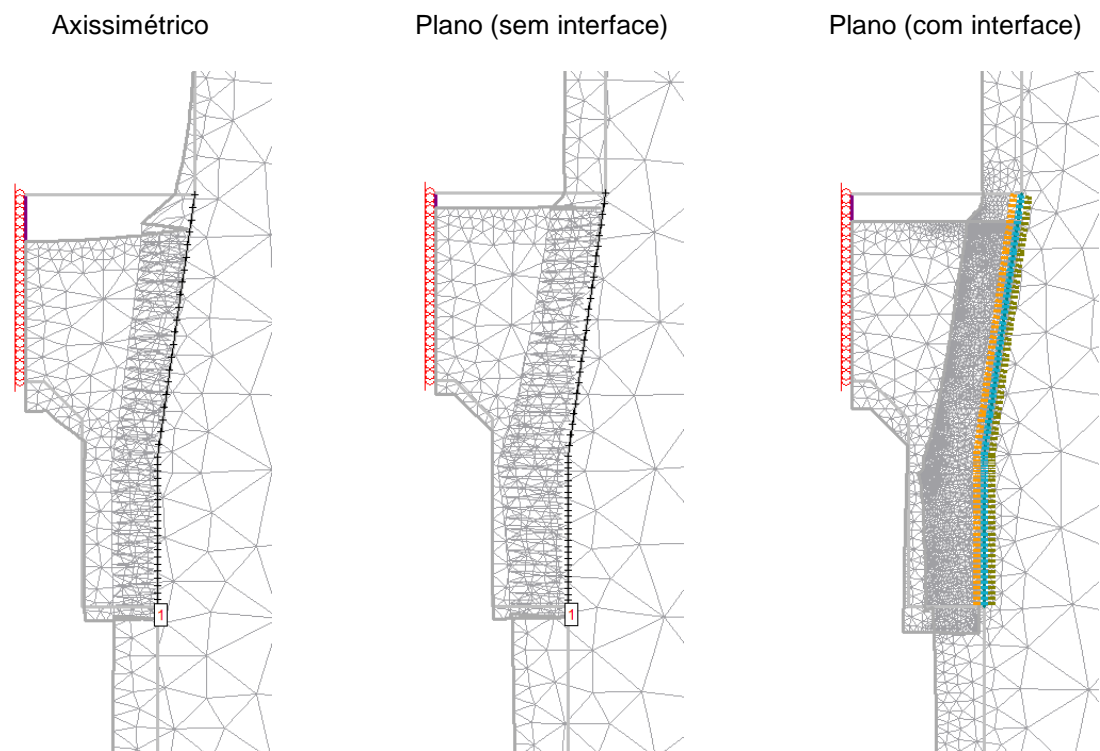 Axissimétrico
Plano (sem interface)
Plano (com interface)
1
1